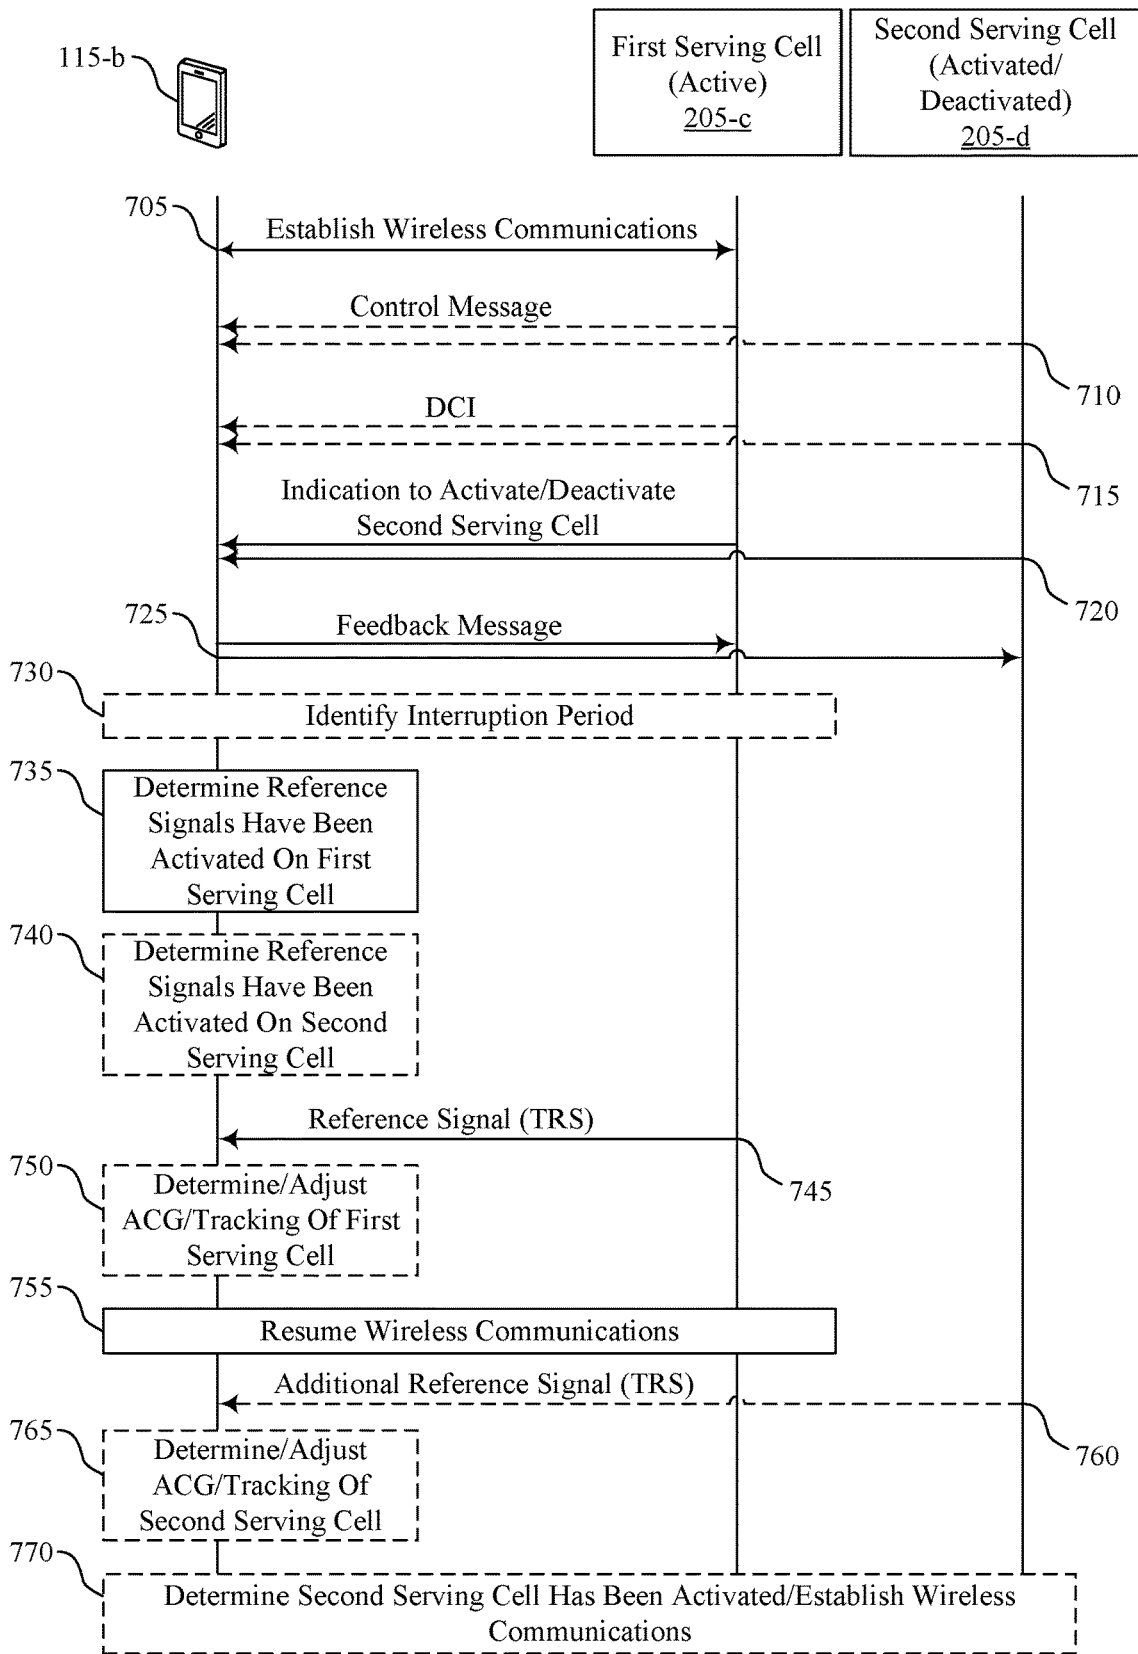 115-b
First Serving Cell
(Active)
205-c
Second Serving Cell
(Activated/
Deactivated)
205-d
705
Establish Wireless Communications
Control Message
710
DCI
715
Indication to Activate/Deactivate
Second Serving Cell
720
725
Feedback Message
730
Identify Interruption Period
735
Determine Reference
Signals Have Been
Activated On First
Serving Cell
740
Determine Reference
Signals Have Been
Activated On Second
Serving Cell
Reference Signal (TRS)
745
750
Determine/Adjust
ACG/Tracking Of First
Serving Cell
755
Resume Wireless Communications
Additional Reference Signal (TRS)
760
765
Determine/Adjust
ACG/Tracking Of
Second Serving Cell
770
Determine Second Serving Cell Has Been Activated/Establish Wireless
Communications